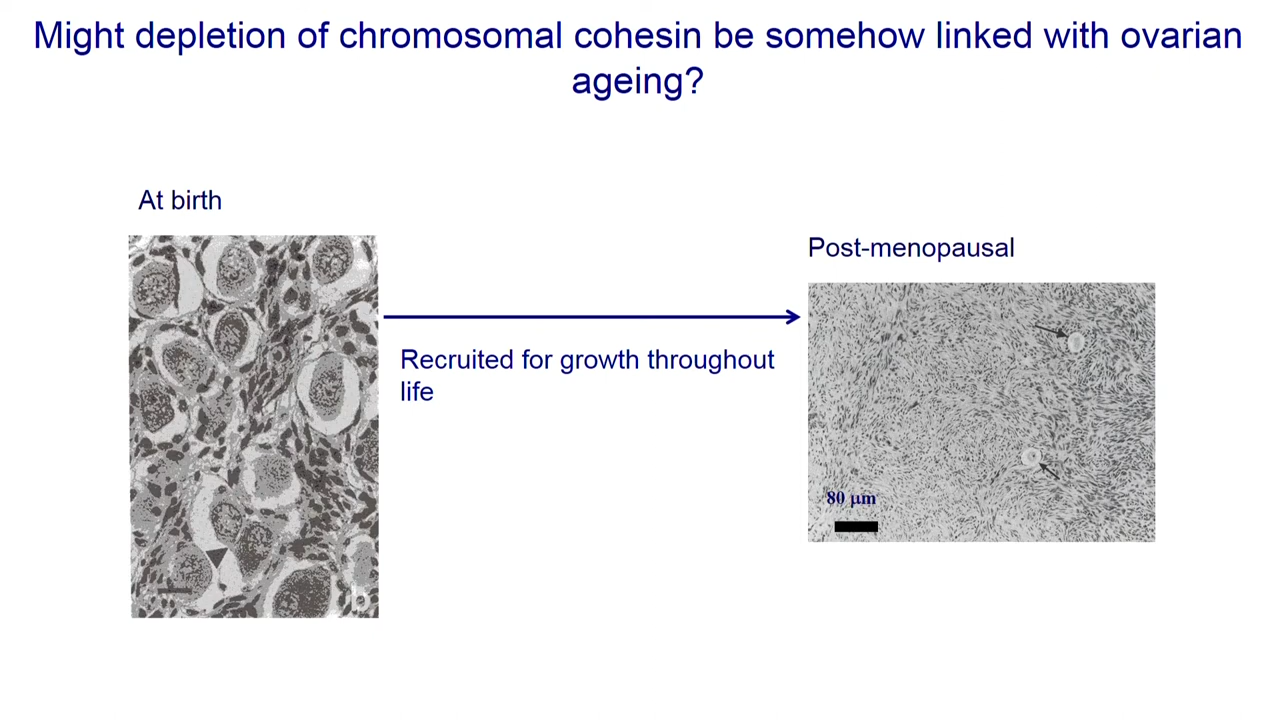 Might depletion of chromosomal cohesin be somehow linked with ovarian
ageing?
At birth
Post-menopausal
Recruited for growth throughout
life
80 μm
b